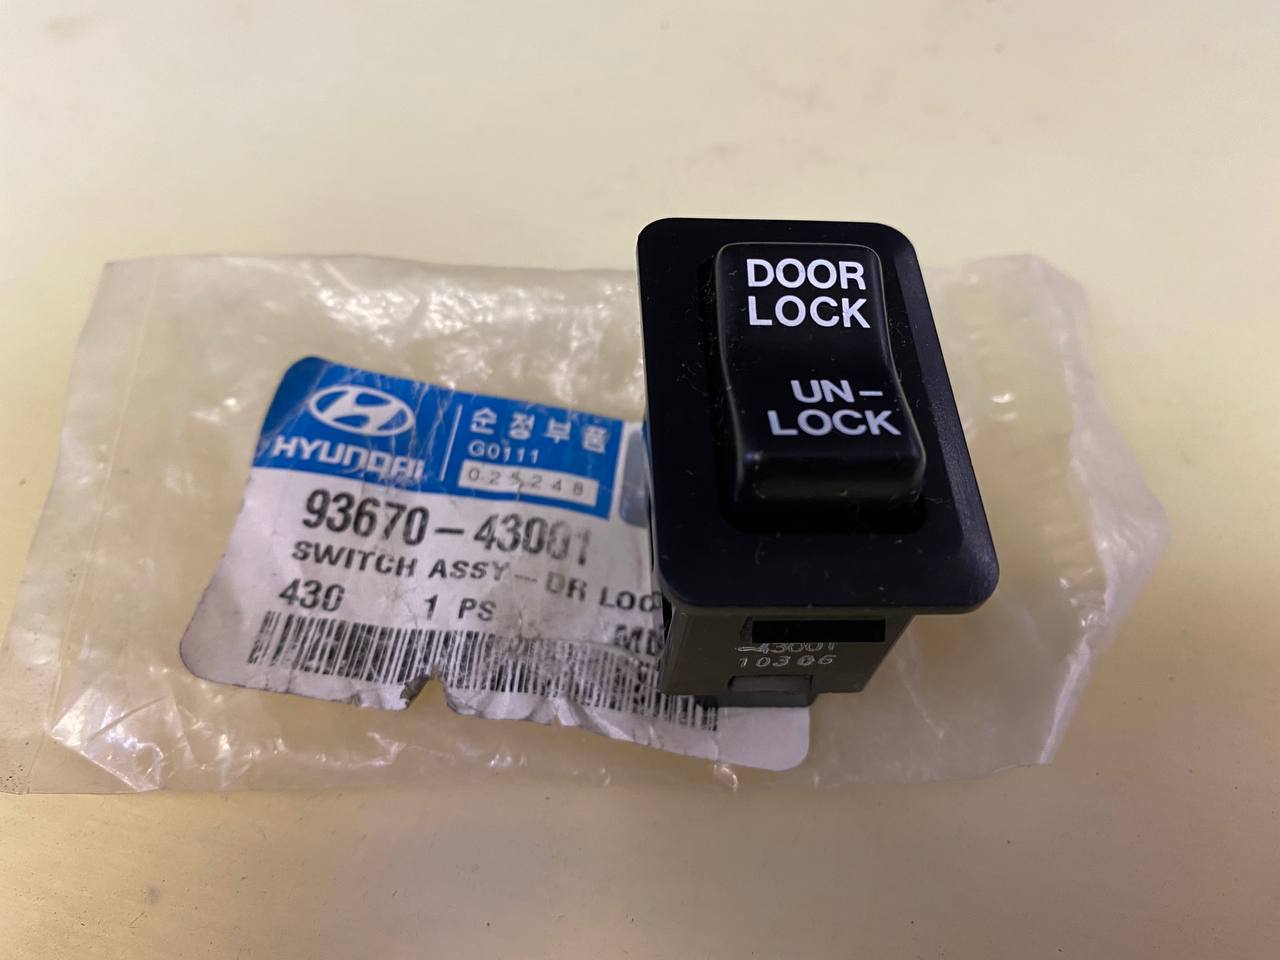 DOOR
LOCK
UN-
LOCK
HYUNDAI
순정부품
G0111
025248
93670-43001
SWITCH ASSY-DR LOC
430 1 PS
-43001
10306